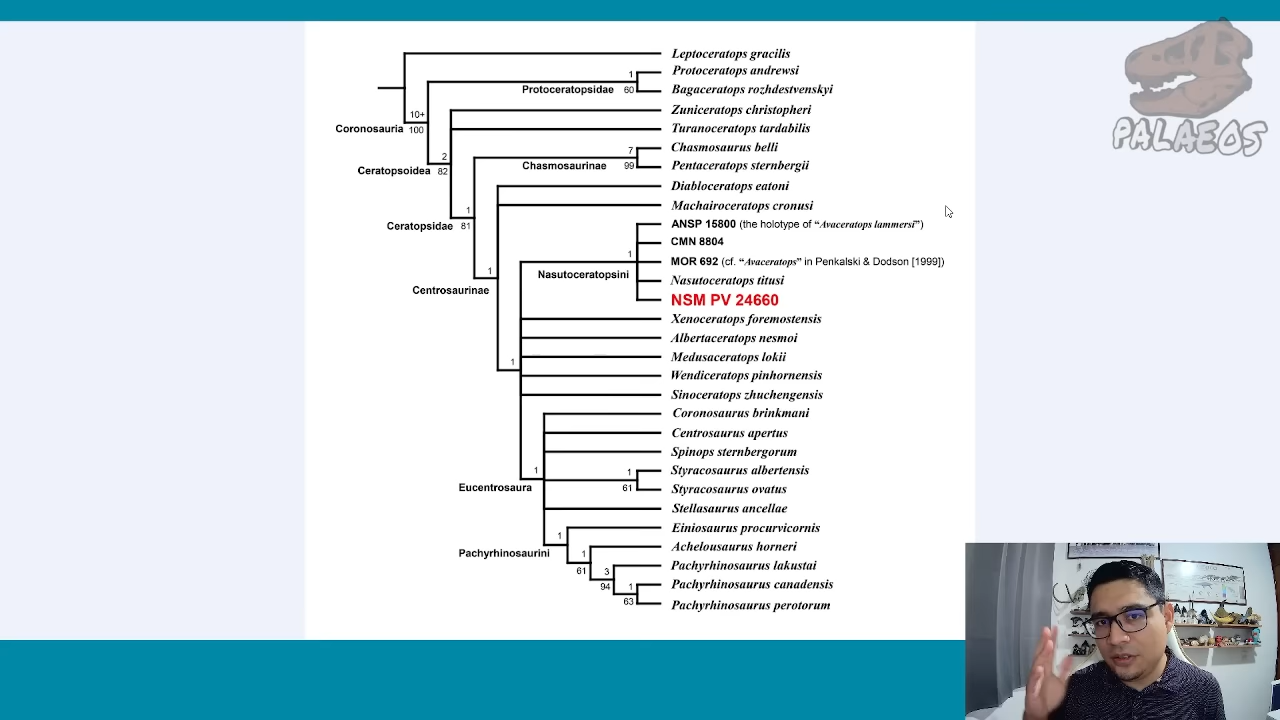 PALAEOS
Leptoceratops gracilis
1
Protoceratops andrewsi
Protoceratopsidae
60
Bagaceratops rozhdestvenskyi
10+
Coronosauria
100
Zuniceratops christopheri
Turanoceratops tardabilis
2
Ceratopsoidea
82
7
Chasmosaurus belli
Chasmosaurinae
99
Pentaceratops sternbergii
1
Ceratopsidae
81
Diabloceratops eatoni
Machairoceratops cronusi
1
Centrosaurinae
ANSP 15800 (the holotype of “Avaceratops lammersi”)
CMN 8804
1
MOR 692 (cf. “Avaceratops” in Penkalski & Dodson [1999])
Nasutoceratopsini
Nasutoceratops titusi
NSM PV 24660
1
Xenoceratops foremostensis
Albertaceratops nesmoi
Medusaceratops lokii
Wendiceratops pinhornensis
Sinoceratops zhuchengensis
1
Eucentrosaura
Coronosaurus brinkmani
Centrosaurus apertus
Spinops sternbergorum
1
Styracosaurus albertensis
61
Styracosaurus ovatus
Stellasaurus ancellae
1
Pachyrhinosaurini
Einiosaurus procurvicornis
1
61
Achelousaurus horneri
3
94
Pachyrhinosaurus lakustai
1
Pachyrhinosaurus canadensis
63
Pachyrhinosaurus perotorum